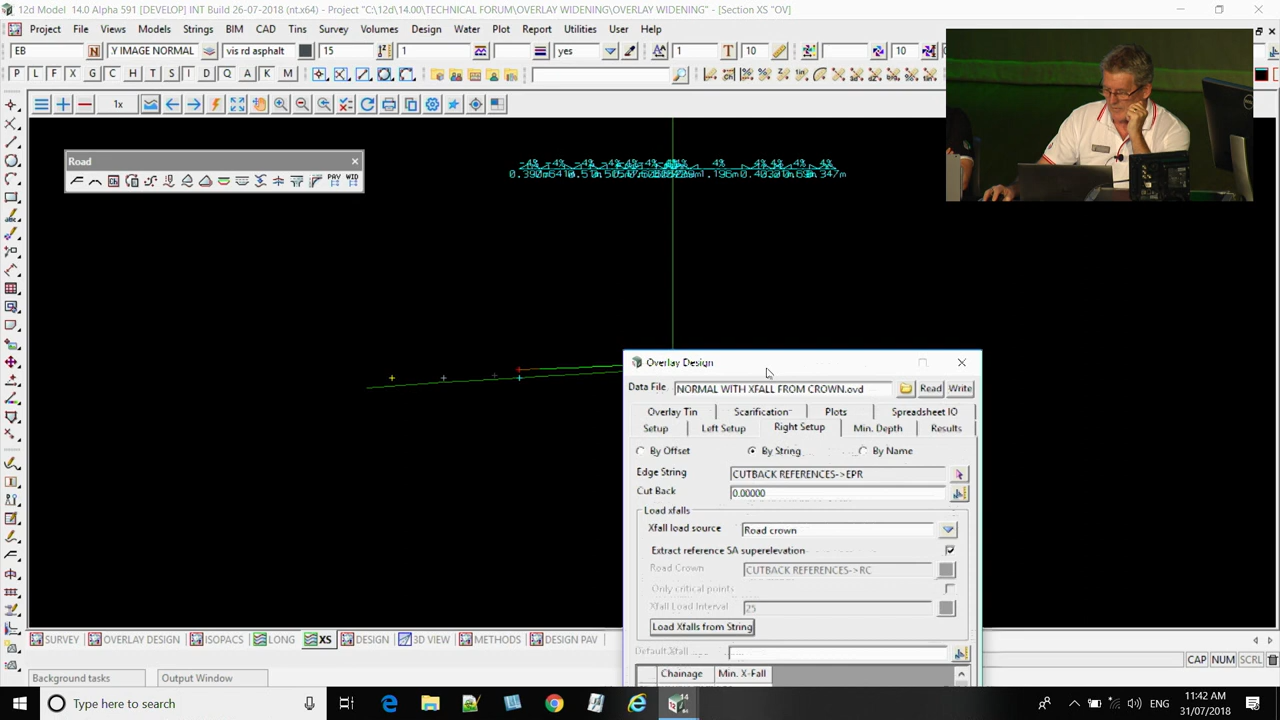 12d Model 14.0 Alpha 591 [DEVELOP] INT Build 26-07-2018 (nt.x64) - Project "C:\12d\14.00\TECHNICAL FORUM\OVERLAY WIDENING\OVERLAY WIDENING" - [Section XS "OV]
Project File Views Models Strings BIM CAD Tins Survey Volumes Design Water Plot Report Utilities User Help
EB N Y IMAGE NORMAL vis rd asphalt 15 1 yes 1 T 10 10
P L F X G C H T S I D Q A K M
1x
Road
PAV WID
Overlay Design
Data File NORMAL WITH XFALL FROM CROWN.ovd Read Write
Overlay Tin Scarification Plots Spreadsheet IO
Setup Left Setup Right Setup Min. Depth Results
By Offset By String By Name
Edge String CUTBACK REFERENCES->EPR
Cut Back 0.00000
Load xfalls
Xfall load source Road crown
Extract reference SA superelevation
Road Crown CUTBACK REFERENCES->RC
Only critical points
Xfall Load Interval 25
Load Xfalls from String
Default Xfall
Chainage Min. X-Fall
SURVEY OVERLAY DESIGN ISOPACS LONG XS DESIGN 3D VIEW METHODS DESIGN PAV
CAP NUM SCRL
Background tasks Output Window
Type here to search
ENG
11:42 AM
31/07/2018